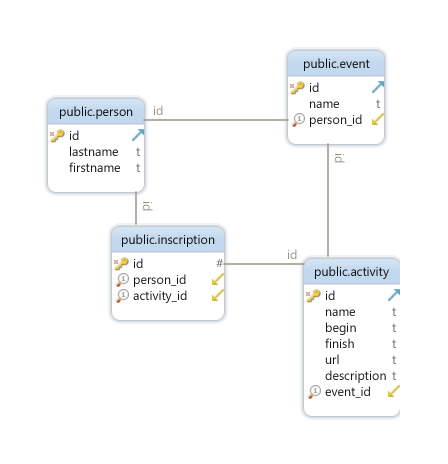 public.event
id
name t
person_id
public.person
id
lastname t
firstname t
id
id
id
public.inscription
id #
person_id
activity_id
id
public.activity
id
name t
begin t
finish t
url t
description t
event_id